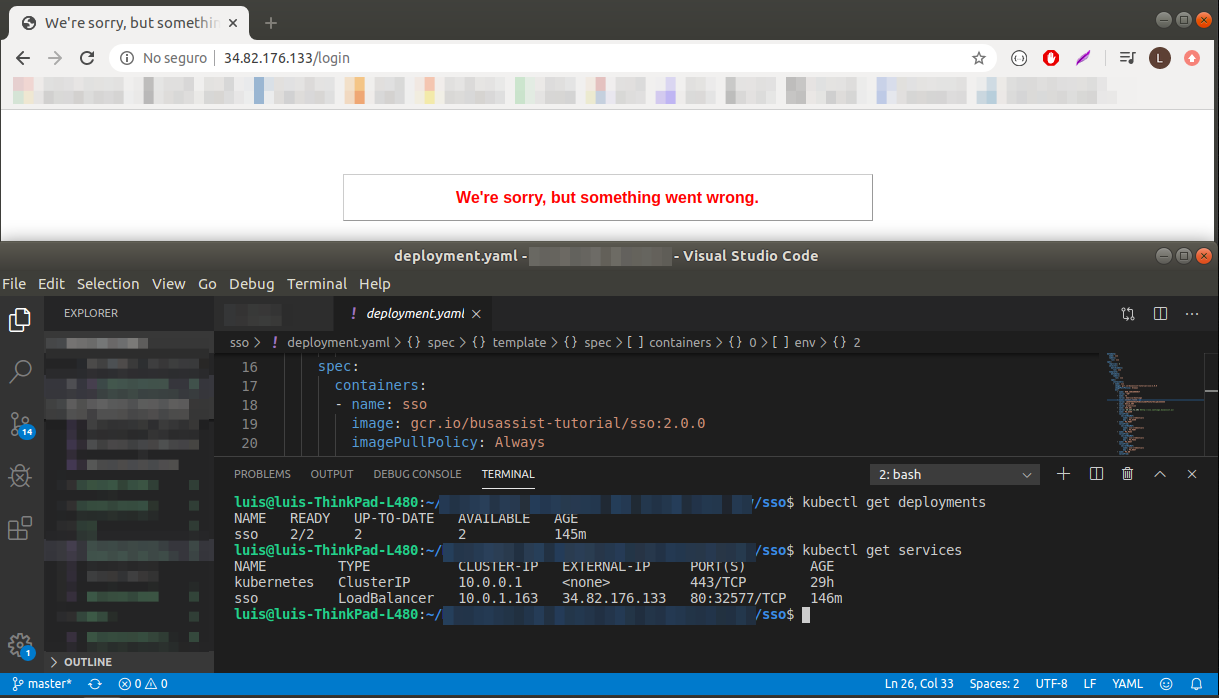 We're sorry, but somethin
No seguro
34.82.176.133/login
L
We're sorry, but something went wrong.
deployment.yaml - - Visual Studio Code
File Edit Selection View Go Debug Terminal Help
EXPLORER
! deployment.yaml
sso > ! deployment.yaml > {} spec > {} template > {} spec > [ ] containers > {} 0 > [ ] env > {} 2
16 spec:
17 containers:
18 - name: sso
19 image: gcr.io/busassist-tutorial/sso:2.0.0
20 imagePullPolicy: Always
14
PROBLEMS OUTPUT DEBUG CONSOLE TERMINAL 2: bash
luis@luis-ThinkPad-L480:~/ /sso$ kubectl get deployments
NAME READY UP-TO-DATE AVAILABLE AGE
sso 2/2 2 2 145m
luis@luis-ThinkPad-L480:~/ /sso$ kubectl get services
NAME TYPE CLUSTER-IP EXTERNAL-IP PORT(S) AGE
kubernetes ClusterIP 10.0.0.1 <none> 443/TCP 29h
sso LoadBalancer 10.0.1.163 34.82.176.133 80:32577/TCP 146m
luis@luis-ThinkPad-L480:~/ /sso$
1
OUTLINE
master* 0 0 Ln 26, Col 33 Spaces: 2 UTF-8 LF YAML